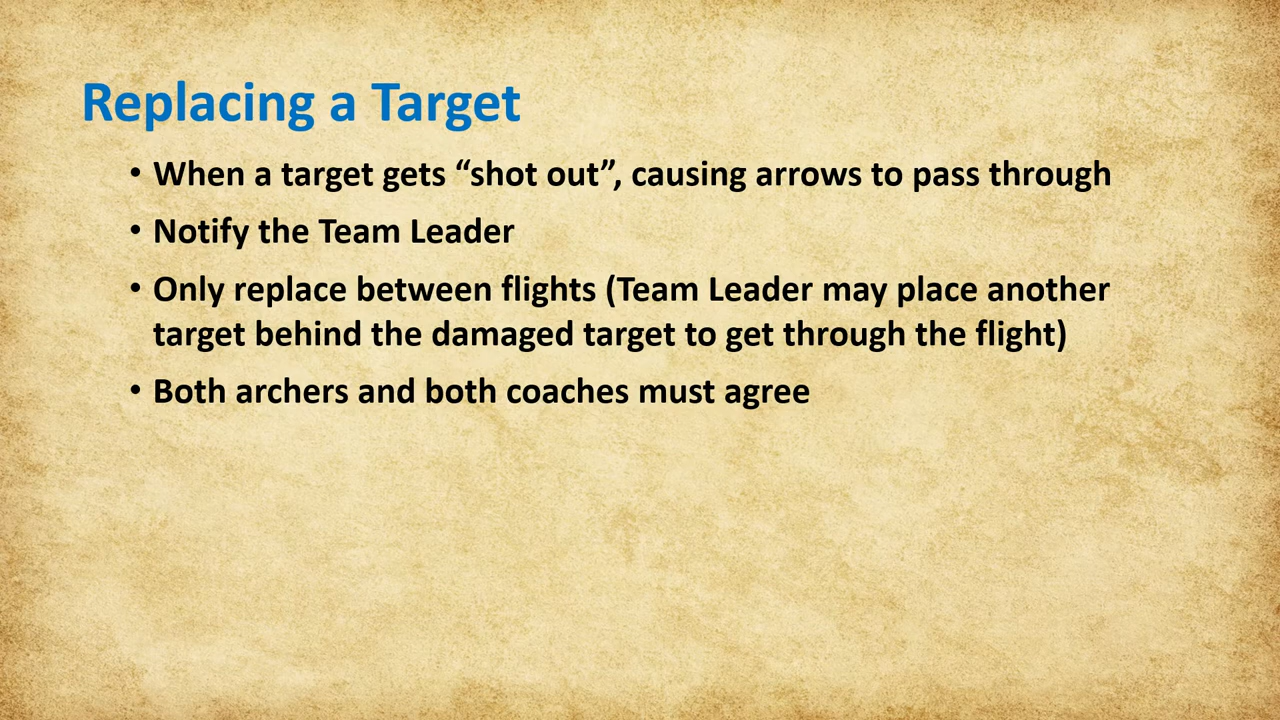 Replacing a Target
• When a target gets “shot out”, causing arrows to pass through
• Notify the Team Leader
• Only replace between flights (Team Leader may place another
target behind the damaged target to get through the flight)
• Both archers and both coaches must agree